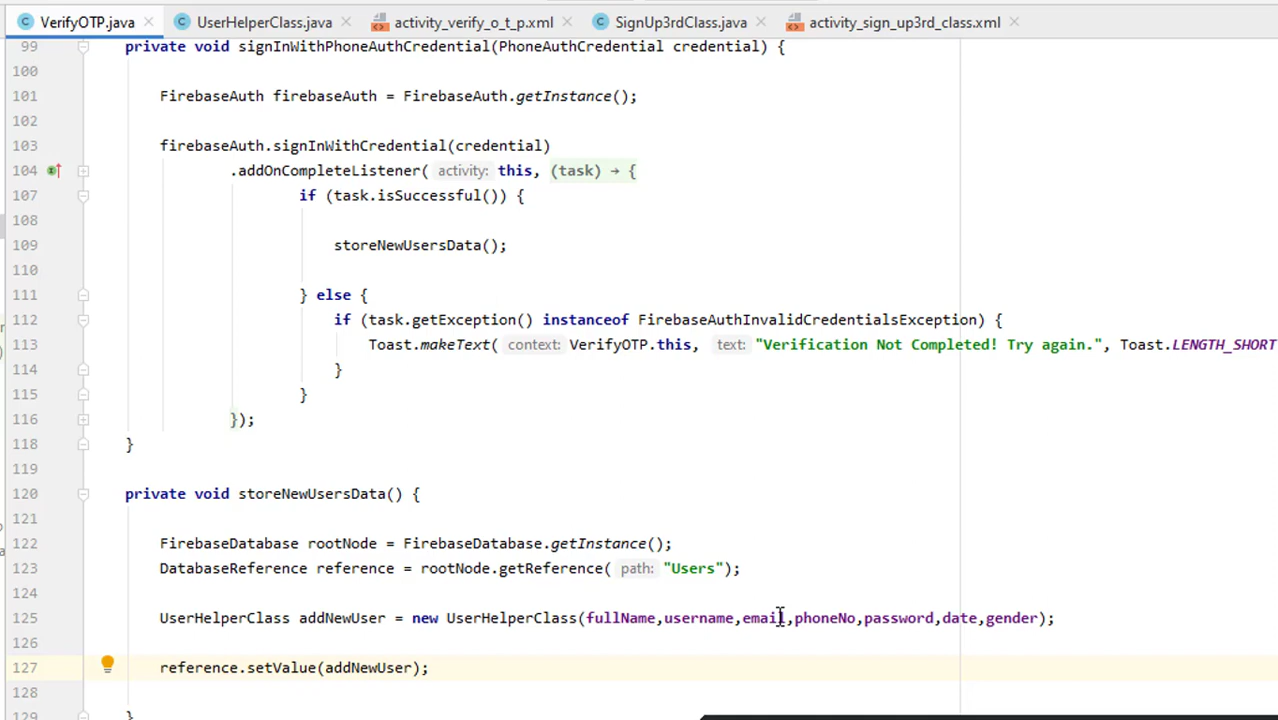 VerifyOTP.java UserHelperClass.java activity_verify_o_t_p.xml SignUp3rdClass.java activity_sign_up3rd_class.xml
99 private void signInWithPhoneAuthCredential(PhoneAuthCredential credential) {
100
101 FirebaseAuth firebaseAuth = FirebaseAuth.getInstance();
102
103 firebaseAuth.signInWithCredential(credential)
104 .addOnCompleteListener( activity: this, (task) → {
107 if (task.isSuccessful()) {
108
109 storeNewUsersData();
110
111 } else {
112 if (task.getException() instanceof FirebaseAuthInvalidCredentialsException) {
113 Toast.makeText( context: VerifyOTP.this, text: "Verification Not Completed! Try again.", Toast.LENGTH_SHORT
114 }
115 }
116 });
118 }
119
120 private void storeNewUsersData() {
121
122 FirebaseDatabase rootNode = FirebaseDatabase.getInstance();
123 DatabaseReference reference = rootNode.getReference( path: "Users");
124
125 UserHelperClass addNewUser = new UserHelperClass(fullName,username,email,phoneNo,password,date,gender);
126
127 reference.setValue(addNewUser);
128
129 }